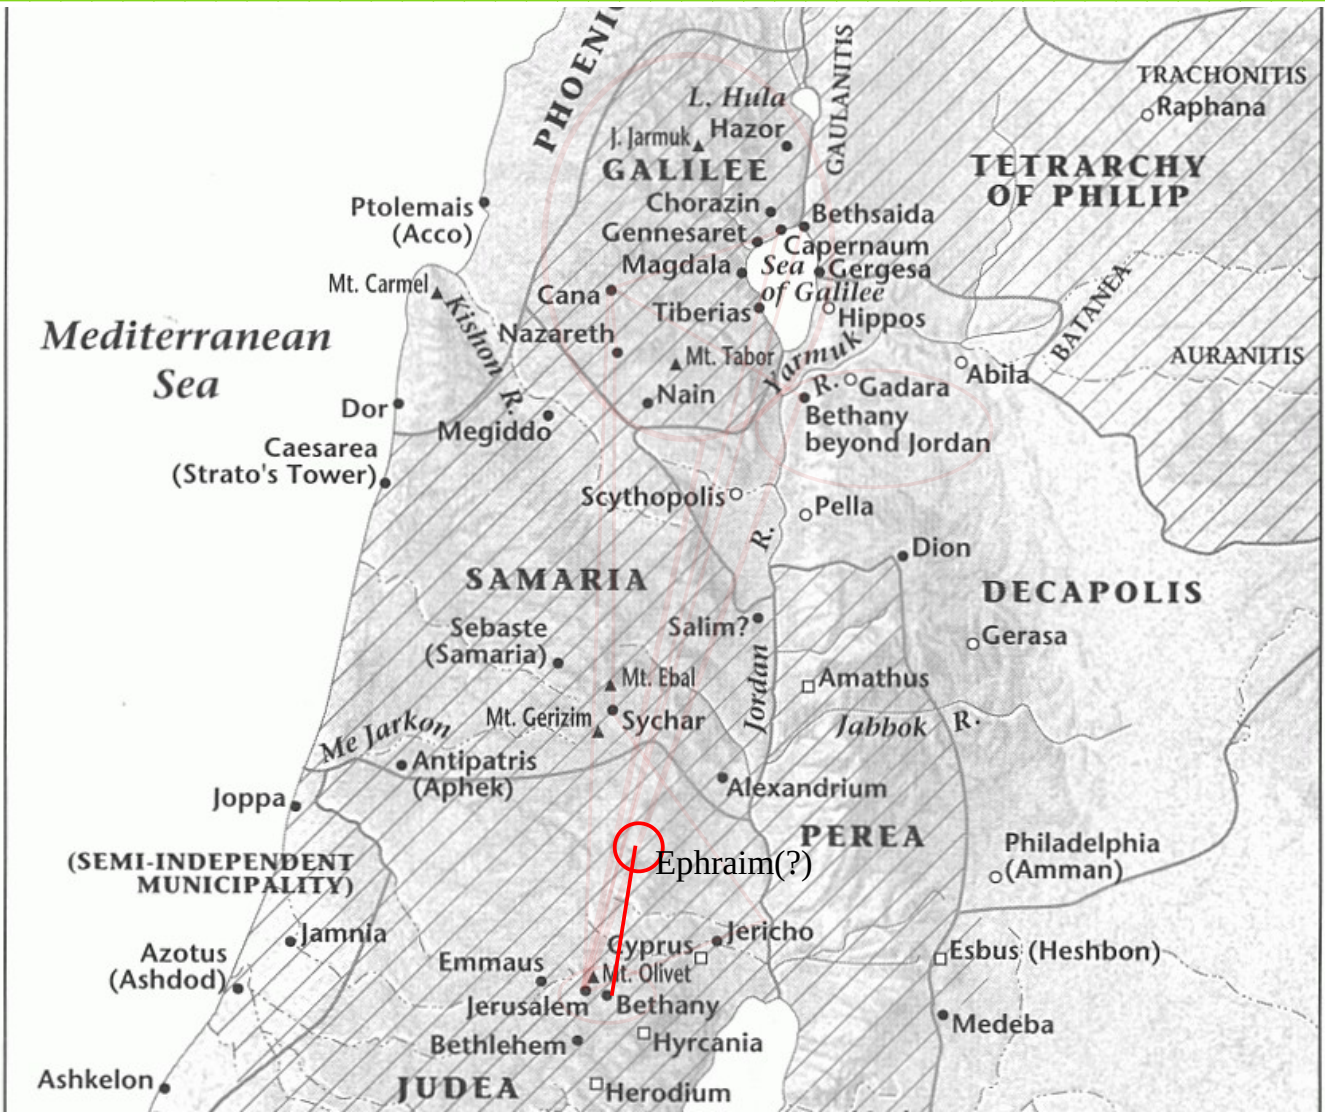 PHOENI
GAULANITIS
TRACHONITIS
Raphana
L. Hula
J. Jarmuk
Hazor
GALILEE
TETRARCHY
OF PHILIP
Ptolemais
(Acco)
Chorazin
Bethsaida
Gennesaret
Capernaum
Magdala
Sea
of Galilee
Gergesa
Mt. Carmel
Kishon R.
Cana
Tiberias
Hippos
BATANEA
Mediterranean
Sea
Nazareth
Mt. Tabor
Yarmuk R.
AURANITIS
Abila
Gadara
Nain
Dor
Megiddo
Bethany
beyond Jordan
Caesarea
(Strato's Tower)
Scythopolis
Pella
Jordan R.
Dion
SAMARIA
DECAPOLIS
Sebaste
(Samaria)
Salim?
Gerasa
Mt. Ebal
Amathus
Mt. Gerizim
Sychar
Jabbok R.
Me Jarkon
Antipatris
(Aphek)
Alexandrium
Joppa
PEREA
Ephraim(?)
Philadelphia
(Amman)
(SEMI-INDEPENDENT
MUNICIPALITY)
Jamnia
Jericho
Cyprus
Azotus
(Ashdod)
Emmaus
Mt. Olivet
Esbus (Heshbon)
Jerusalem
Bethany
Medeba
Bethlehem
Hyrcania
Ashkelon
JUDEA
Herodium